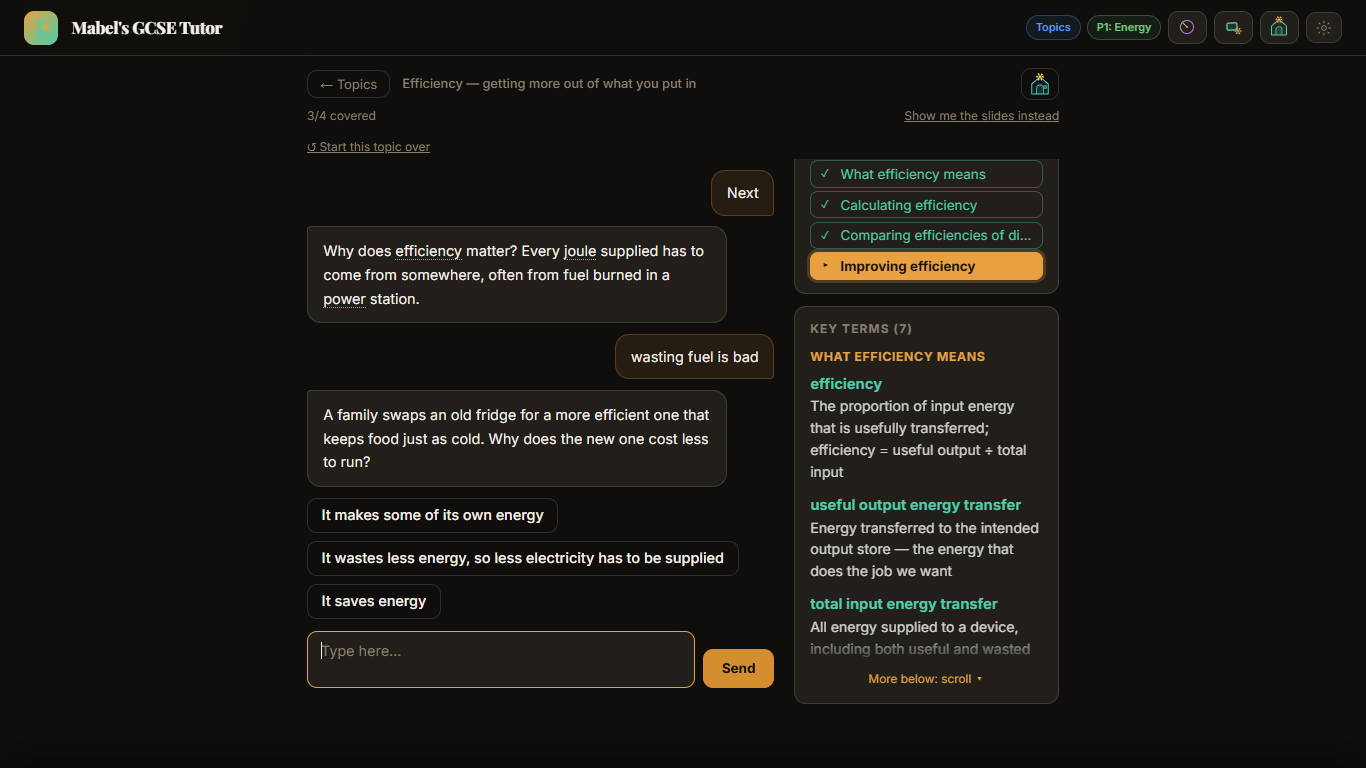 Mabel's GCSE Tutor
Topics
P1: Energy
← Topics
Efficiency — getting more out of what you put in
3/4 covered
Show me the slides instead
↺ Start this topic over
Next
Why does efficiency matter? Every joule supplied has to
come from somewhere, often from fuel burned in a
power station.
wasting fuel is bad
A family swaps an old fridge for a more efficient one that
keeps food just as cold. Why does the new one cost less
to run?
It makes some of its own energy
It wastes less energy, so less electricity has to be supplied
It saves energy
Type here...
Send
✓ What efficiency means
✓ Calculating efficiency
✓ Comparing efficiencies of di...
‣ Improving efficiency
KEY TERMS (7)
WHAT EFFICIENCY MEANS
efficiency
The proportion of input energy
that is usefully transferred;
efficiency = useful output ÷ total
input
useful output energy transfer
Energy transferred to the intended
output store — the energy that
does the job we want
total input energy transfer
All energy supplied to a device,
including both useful and wasted
More below: scroll ▾